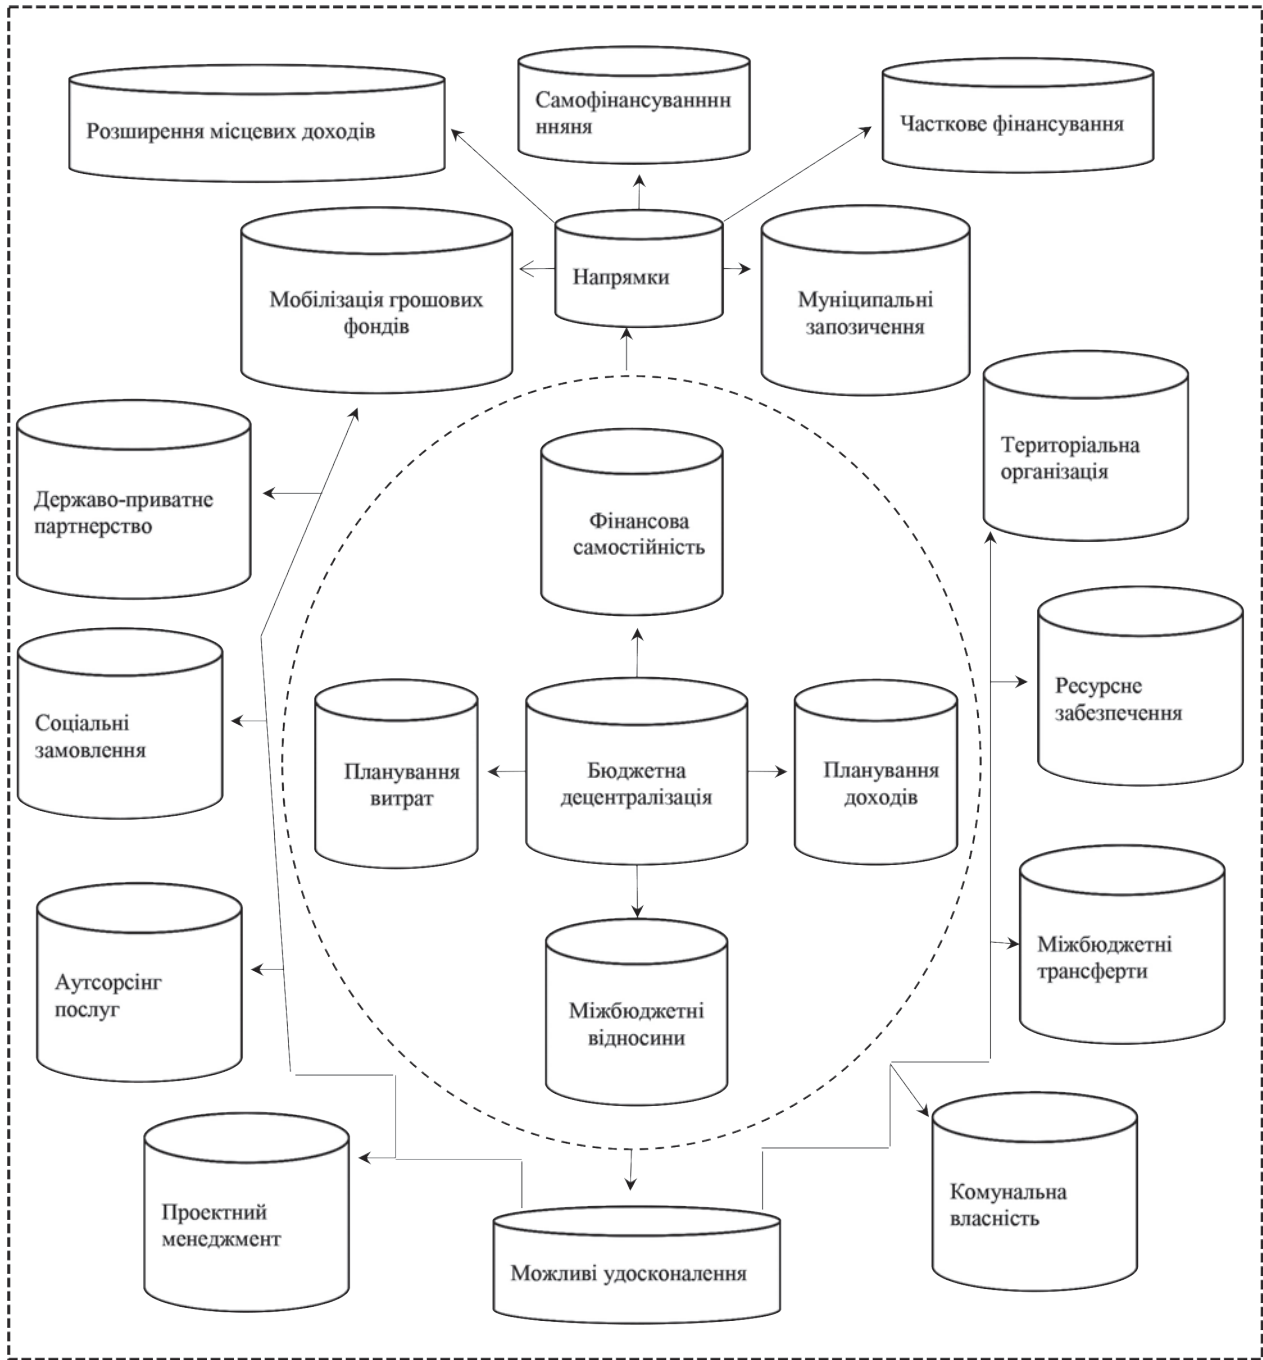 Розширення місцевих доходів
Самофінансуванннн
нняня
Часткове фінансування
Мобілізація грошових
фондів
Напрямки
Муніципальні
запозичення
Територіальна
організація
Державо-приватне
партнерство
Фінансова
самостійність
Ресурсне
забезпечення
Соціальні
замовлення
Планування
витрат
Бюджетна
децентралізація
Планування
доходів
Міжбюджетні
трансферти
Аутсорсінг
послуг
Міжбюджетні
відносини
Комунальна
власність
Проектний
менеджмент
Можливі удосконалення